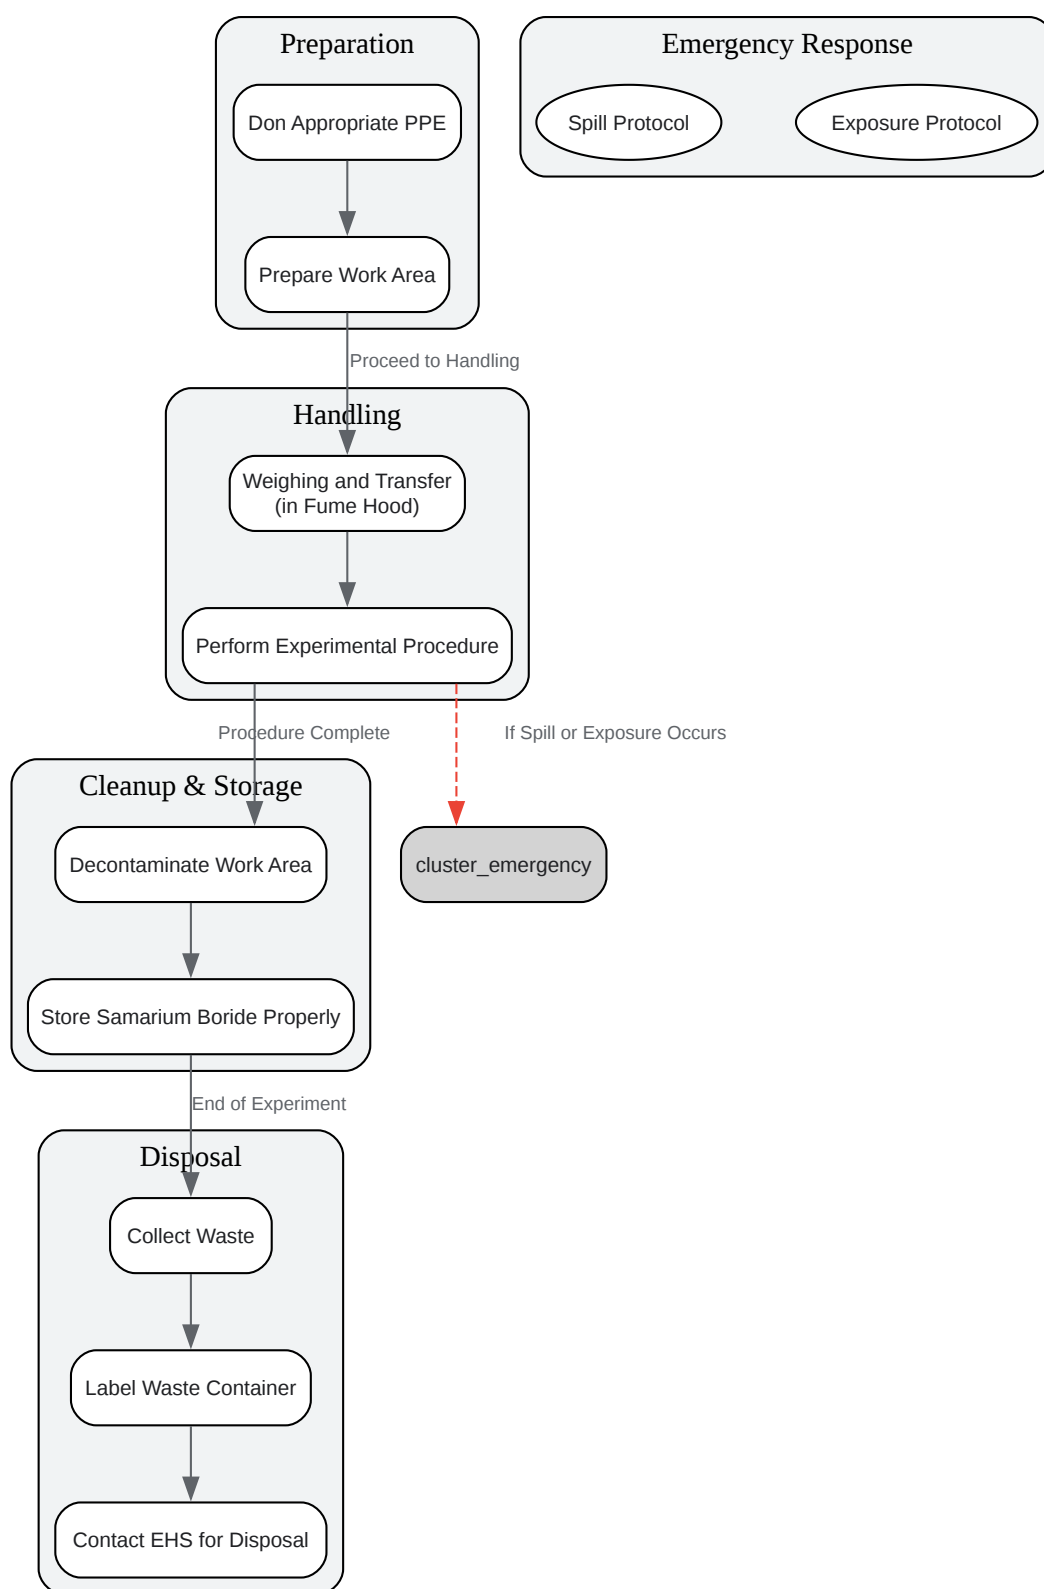 Preparation
Don Appropriate PPE
Prepare Work Area
Emergency Response
Spill Protocol
Exposure Protocol
Proceed to Handling
Handling
Weighing and Transfer
(in Fume Hood)
Perform Experimental Procedure
Procedure Complete
If Spill or Exposure Occurs
Cleanup & Storage
Decontaminate Work Area
cluster_emergency
Store Samarium Boride Properly
End of Experiment
Disposal
Collect Waste
Label Waste Container
Contact EHS for Disposal